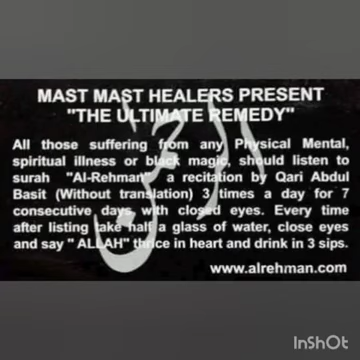 MAST MAST HEALERS PRESENT
"THE ULTIMATE REMEDY"
All those suffering from any Physical Mental,
spiritual illness or black magic, should listen to
surah "Al-Rehman" a recitation by Qari Abdul
Basit (Without translation) 3 times a day for 7
consecutive days with closed eyes. Every time
after listing take half a glass of water, close eyes
and say " ALLAH" thrice in heart and drink in 3 sips.
الرحمن
www.alrehman.com
InShOt